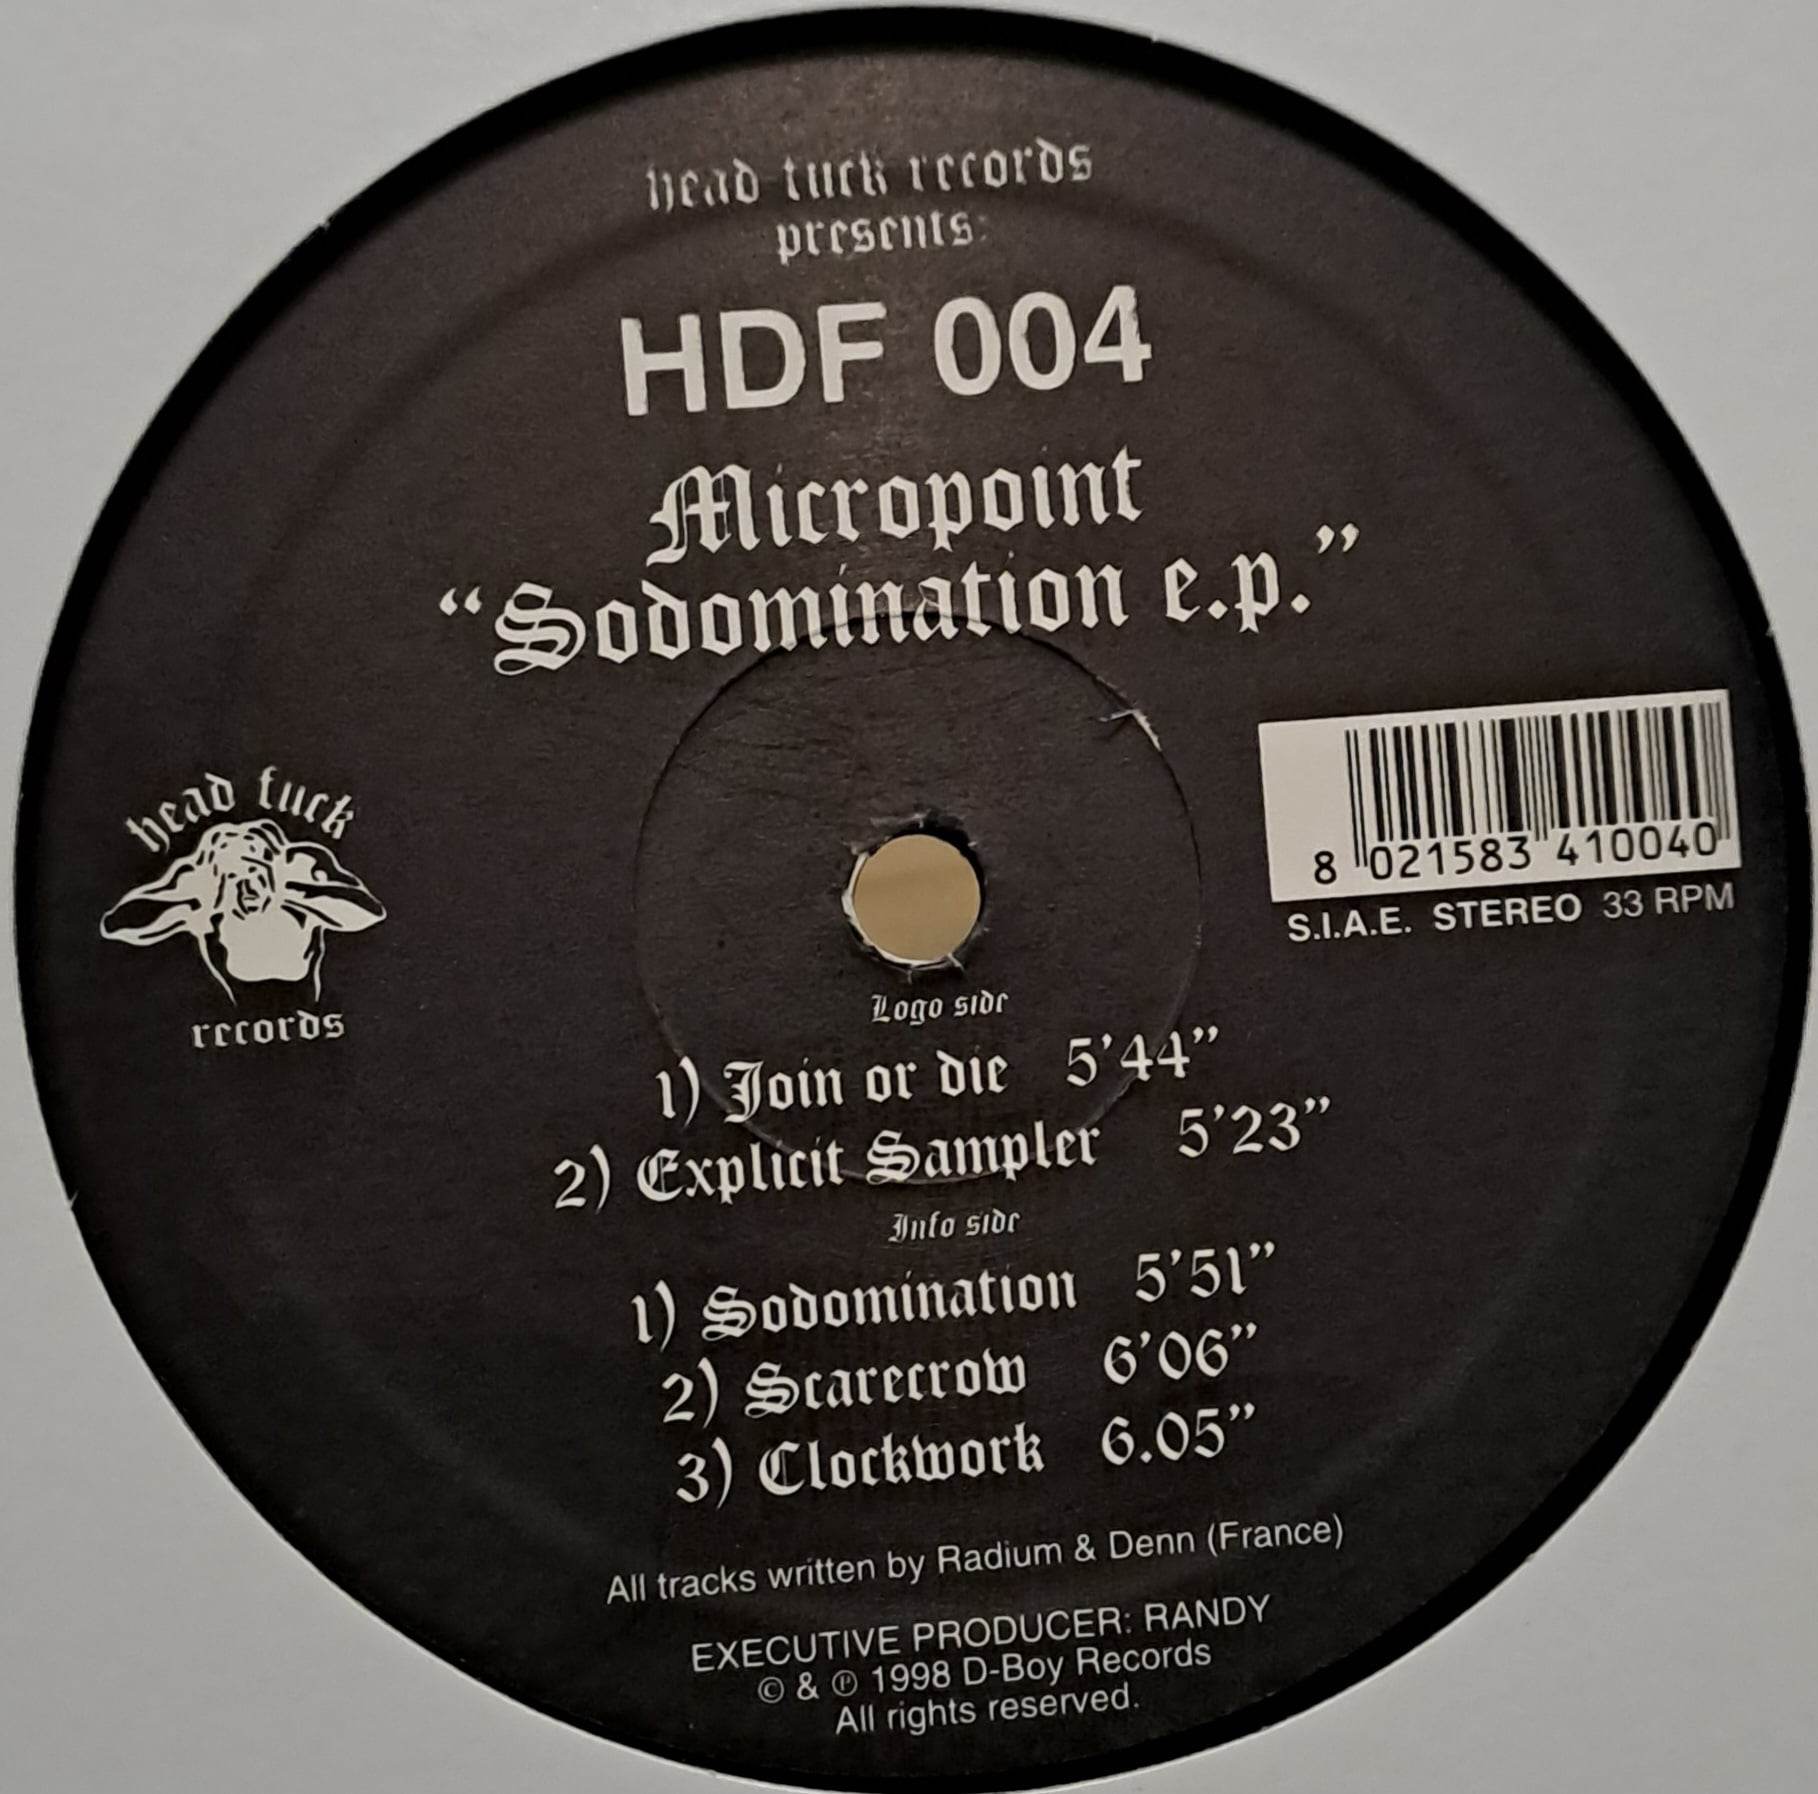 head fuck records
presents:
HDF 004
Micropoint
“Sodomination e.p.”
head fuck
records
8 021583 410040
S.I.A.E. STEREO 33 RPM
Logo side
1) Join or die 5’44”
2) Explicit Sampler 5’23”
Info side
1) Sodomination 5’51”
2) Scarecrow 6’06”
3) Clockwork 6.05”
All tracks written by Radium & Denn (France)
EXECUTIVE PRODUCER: RANDY
© & ℗ 1998 D-Boy Records
All rights reserved.